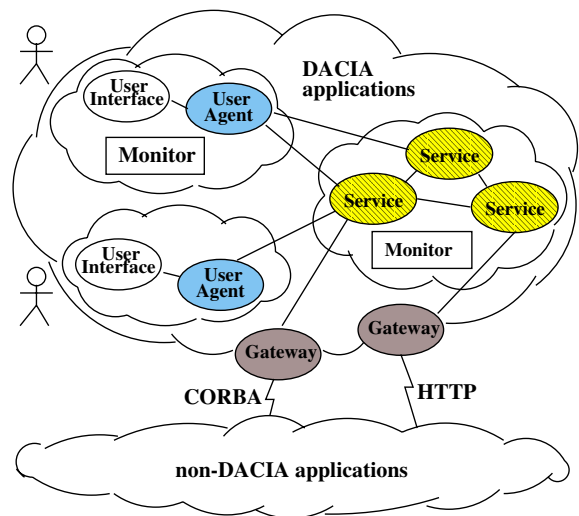 DACIA
applications
User
Interface
User
Agent
Monitor
Service
Service
Service
Monitor
User
Interface
User
Agent
Gateway
Gateway
CORBA
HTTP
non-DACIA applications